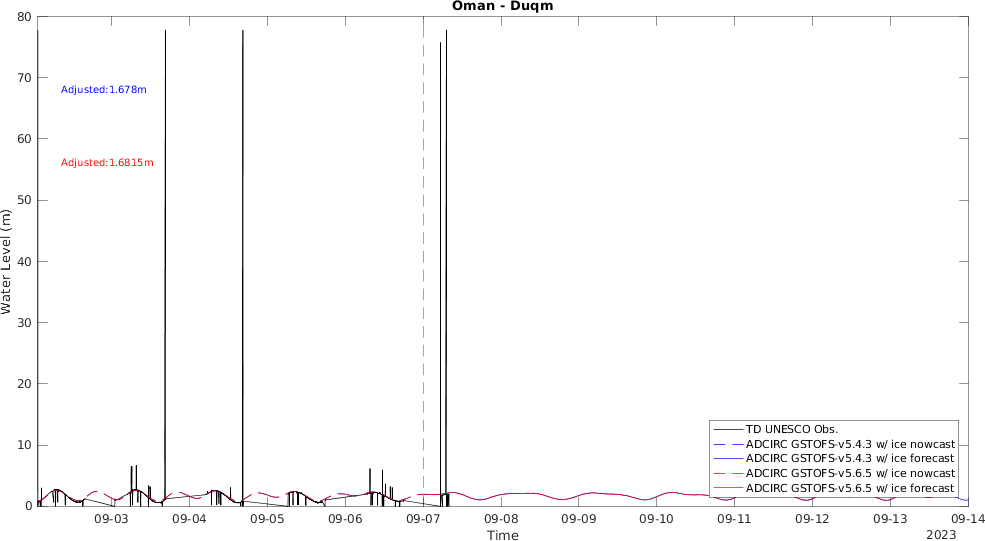 Oman - Duqm
80
70
60
50
40
30
20
10
0
Water Level (m)
Adjusted:1.678m
Adjusted:1.6815m
TD UNESCO Obs.
ADCIRC GSTOFS-v5.4.3 w/ ice nowcast
ADCIRC GSTOFS-v5.4.3 w/ ice forecast
ADCIRC GSTOFS-v5.6.5 w/ ice nowcast
ADCIRC GSTOFS-v5.6.5 w/ ice forecast
09-03 09-04 09-05 09-06 09-07 09-08 09-09 09-10 09-11 09-12 09-13 09-14
Time
2023